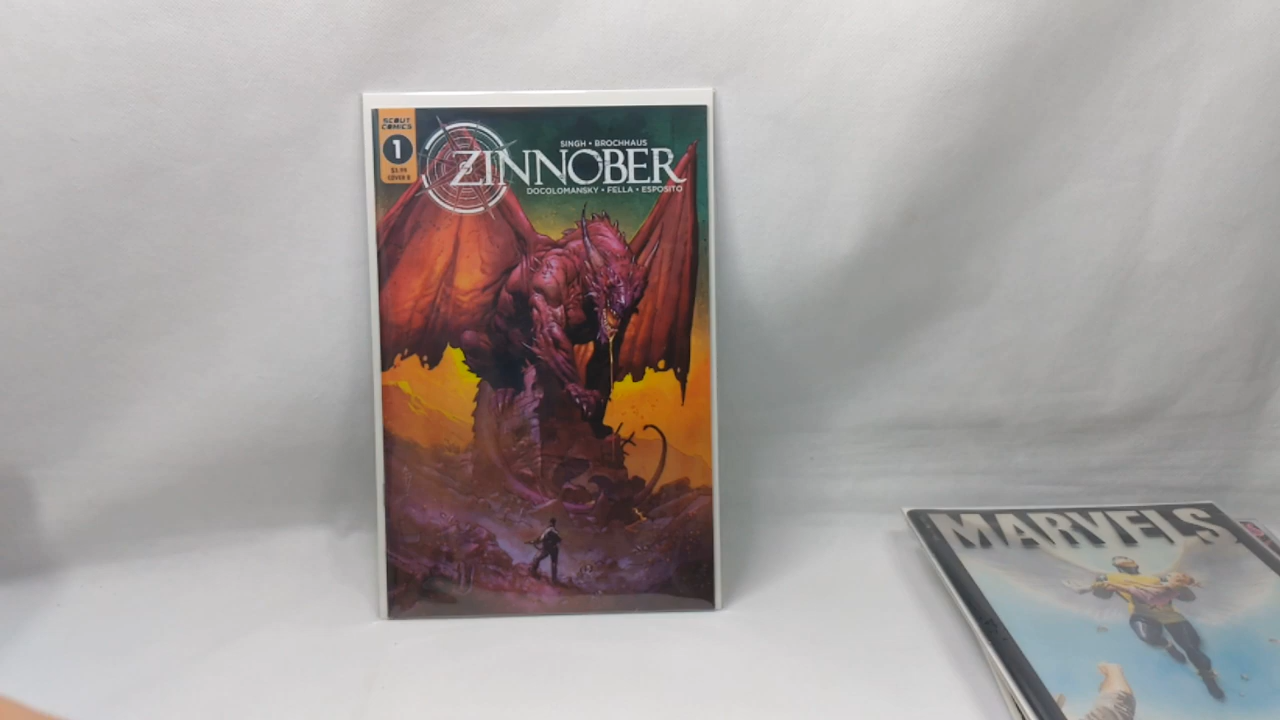 SCOUT
COMICS
1
$3.99
COVER B
SINGH • BROCHHAUS
ZINNOBER
DOCOLOMANSKY • FELLA • ESPOSITO
MARVELS